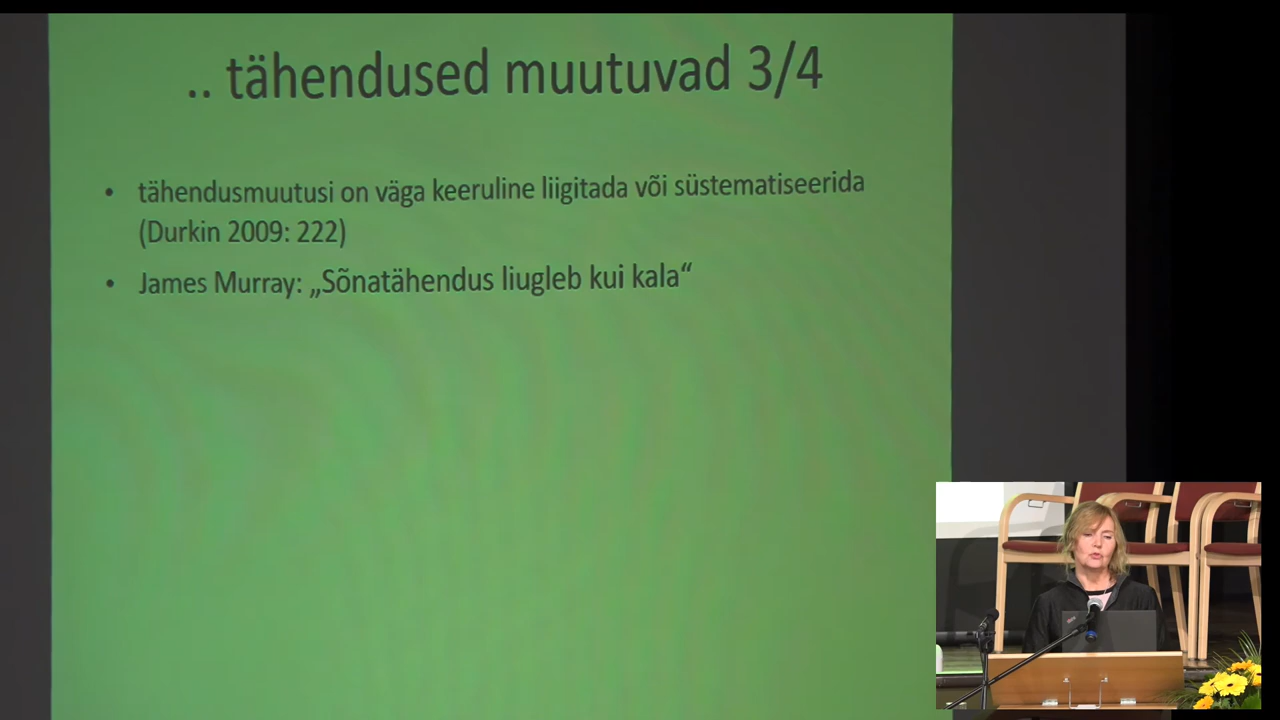 .. tähendused muutuvad 3/4
• tähendusmuutusi on väga keeruline liigitada või süstematiseerida
(Durkin 2009: 222)
• James Murray: „Sõnatähendus liugleb kui kala“